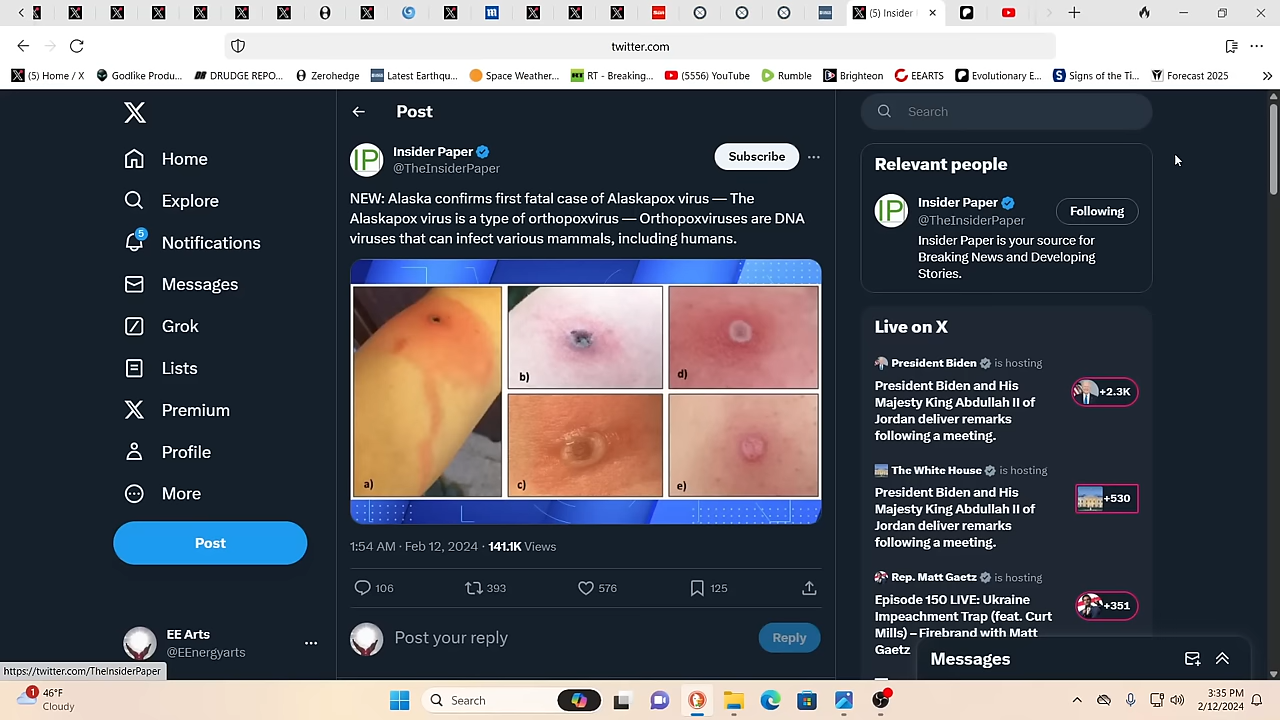 (5) Insider
twitter.com
(5) Home / X
Godlike Produ...
DRUDGE REPO...
Zerohedge
Latest Earthqu...
Space Weather...
RT - Breaking...
(5556) YouTube
Rumble
Brighteon
EEARTS
Evolutionary E...
Signs of the Ti...
Forecast 2025
Home
Explore
5
Notifications
Messages
Grok
Lists
Premium
Profile
More
Post
EE Arts
@EEnergyarts
https://twitter.com/TheInsiderPaper
Post
IP
Insider Paper
@TheInsiderPaper
Subscribe
NEW: Alaska confirms first fatal case of Alaskapox virus — The
Alaskapox virus is a type of orthopoxvirus — Orthopoxviruses are DNA
viruses that can infect various mammals, including humans.
a)
b)
d)
c)
e)
1:54 AM · Feb 12, 2024 · 141.1K Views
106
393
576
125
Post your reply
Reply
Search
Relevant people
IP
Insider Paper
@TheInsiderPaper
Following
Insider Paper is your source for
Breaking News and Developing
Stories.
Live on X
President Biden is hosting
President Biden and His
Majesty King Abdullah II of
Jordan deliver remarks
following a meeting.
+2.3K
The White House is hosting
President Biden and His
Majesty King Abdullah II of
Jordan deliver remarks
following a meeting.
+530
Rep. Matt Gaetz is hosting
Episode 150 LIVE: Ukraine
Impeachment Trap (feat. Curt
Mills) – Firebrand with Matt
Gaetz
+351
Messages
1
46°F
Cloudy
Search
3:35 PM
2/12/2024